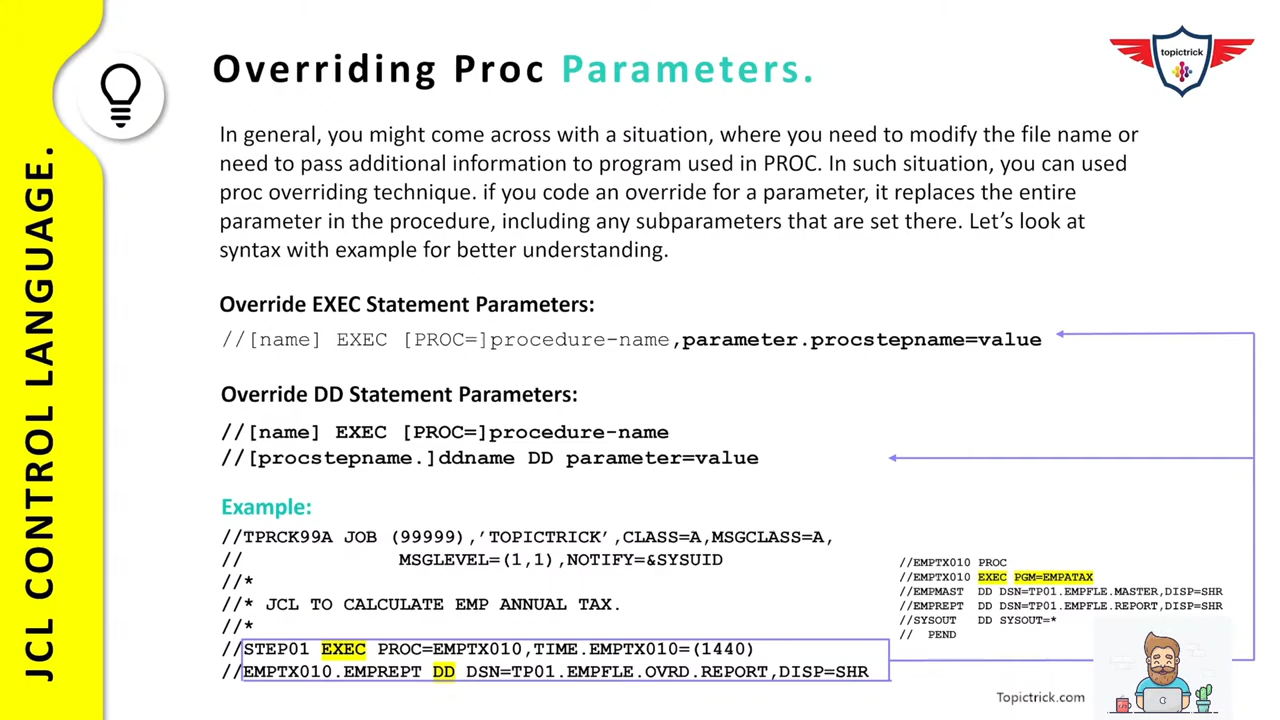 JCL CONTROL LANGUAGE.
Overriding Proc Parameters.
topictrick
In general, you might come across with a situation, where you need to modify the file name or
need to pass additional information to program used in PROC. In such situation, you can used
proc overriding technique. if you code an override for a parameter, it replaces the entire
parameter in the procedure, including any subparameters that are set there. Let's look at
syntax with example for better understanding.
Override EXEC Statement Parameters:
//[name] EXEC [PROC=]procedure-name,parameter.procstepname=value
Override DD Statement Parameters:
//[name] EXEC [PROC=]procedure-name
//[procstepname.]ddname DD parameter=value
Example:
//TPRCK99A JOB (99999),'TOPICTRICK',CLASS=A,MSGCLASS=A,
// MSGLEVEL=(1,1),NOTIFY=&SYSUID
//*
//* JCL TO CALCULATE EMP ANNUAL TAX.
//*
//STEP01 EXEC PROC=EMPTX010,TIME.EMPTX010=(1440)
//EMPTX010.EMPREPT DD DSN=TP01.EMPFLE.OVRD.REPORT,DISP=SHR
//EMPTX010 PROC
//EMPTX010 EXEC PGM=EMPATAX
//EMPMAST DD DSN=TP01.EMPFLE.MASTER,DISP=SHR
//EMPREPT DD DSN=TP01.EMPFLE.REPORT,DISP=SHR
//SYSOUT DD SYSOUT=*
// PEND
Topictrick.com